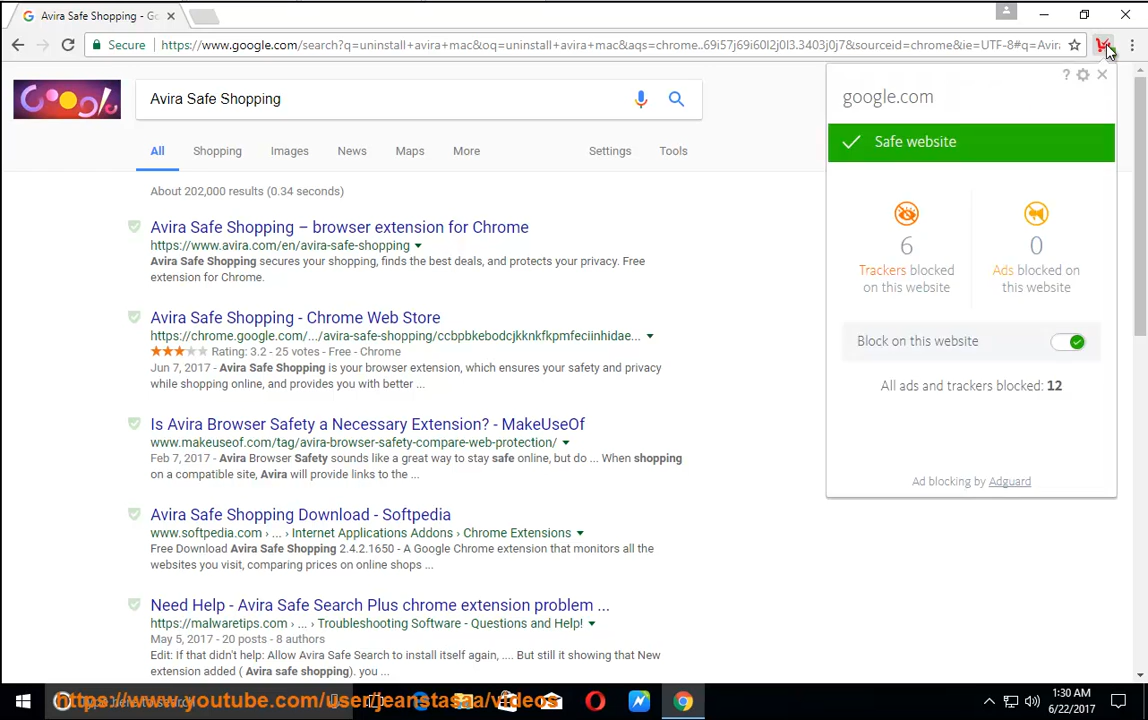 Avira Safe Shopping - Go
Secure
https://www.google.com/search?q=uninstall+avira+mac&oq=uninstall+avira+mac&aqs=chrome..69i57j69i60l2j0l3.3403j0j7&sourceid=chrome&ie=UTF-8#q=Avira
Google
Avira Safe Shopping
All Shopping Images News Maps More Settings Tools
About 202,000 results (0.34 seconds)
Avira Safe Shopping – browser extension for Chrome
https://www.avira.com/en/avira-safe-shopping
Avira Safe Shopping secures your shopping, finds the best deals, and protects your privacy. Free
extension for Chrome.
Avira Safe Shopping - Chrome Web Store
https://chrome.google.com/.../avira-safe-shopping/ccbpbkebodcjkknkfkpmfeciinhidae...
Rating: 3.2 - 25 votes - Free - Chrome
Jun 7, 2017 - Avira Safe Shopping is your browser extension, which ensures your safety and privacy
while shopping online, and provides you with better ...
Is Avira Browser Safety a Necessary Extension? - MakeUseOf
www.makeuseof.com/tag/avira-browser-safety-compare-web-protection/
Feb 7, 2017 - Avira Browser Safety sounds like a great way to stay safe online, but do ... When shopping
on a compatible site, Avira will provide links to the ...
Avira Safe Shopping Download - Softpedia
www.softpedia.com › ... › Internet Applications Addons › Chrome Extensions
Free Download Avira Safe Shopping 2.4.2.1650 - A Google Chrome extension that monitors all the
websites you visit, comparing prices on online shops ...
Need Help - Avira Safe Search Plus chrome extension problem ...
https://malwaretips.com › ... › Troubleshooting Software - Questions and Help!
May 5, 2017 - 20 posts - 8 authors
Edit: If that didn't help: Allow Avira Safe Search to install itself again, .... But still it showing that New
extension added ( Avira safe shopping). you ...
?
google.com
Safe website
6
Trackers blocked
on this website
0
Ads blocked on
this website
Block on this website
All ads and trackers blocked: 12
Ad blocking by Adguard
https://www.youtube.com/user/jeanstasaa/videos
1:30 AM
6/22/2017